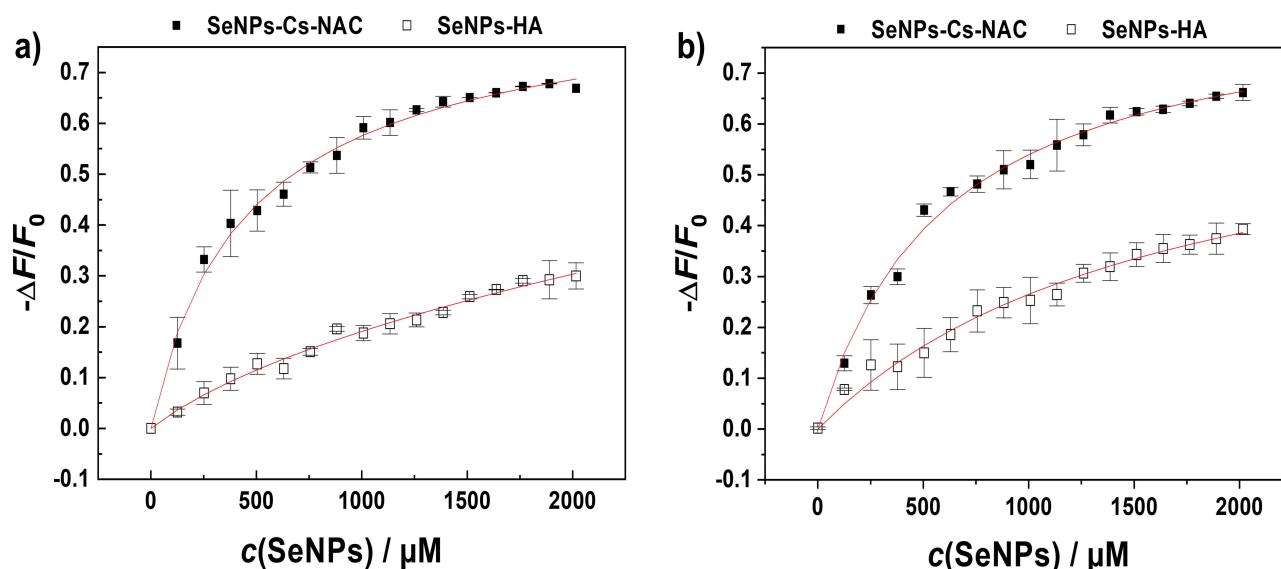 a)
■ SeNPs-Cs-NAC □ SeNPs-HA
0.7
0.6
0.5
0.4
0.3
0.2
0.1
0.0
-0.1
-ΔF/F₀
0 500 1000 1500 2000
c(SeNPs) / µM
b)
■ SeNPs-Cs-NAC □ SeNPs-HA
0.7
0.6
0.5
0.4
0.3
0.2
0.1
0.0
-0.1
-ΔF/F₀
0 500 1000 1500 2000
c(SeNPs) / µM